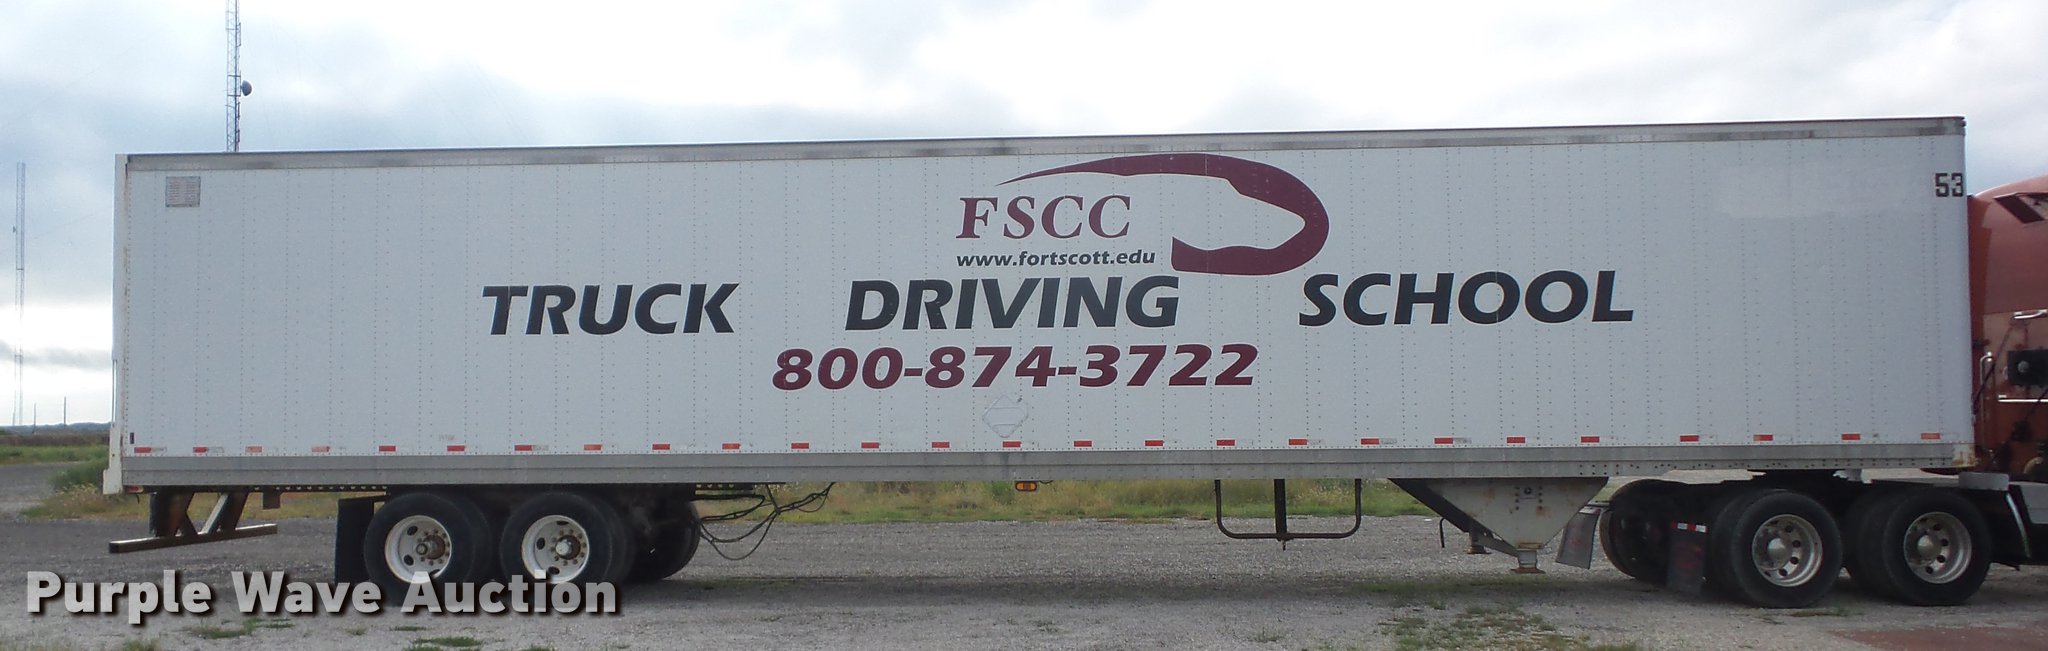 53
FSCC
www.fortscott.edu
TRUCK DRIVING SCHOOL
800-874-3722
Purple Wave Auction